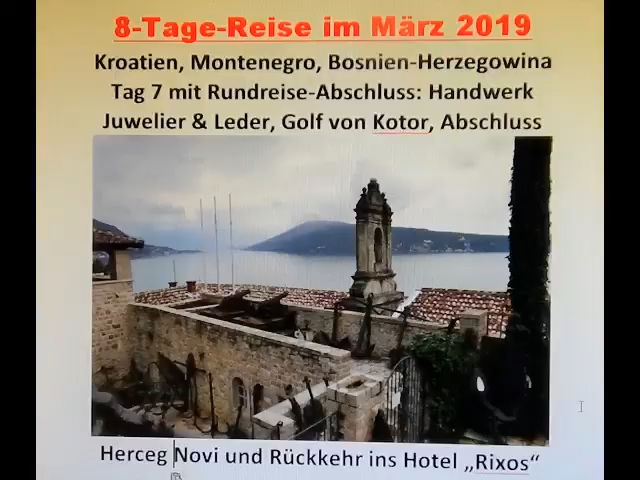 8-Tage-Reise im März 2019
Kroatien, Montenegro, Bosnien-Herzegowina
Tag 7 mit Rundreise-Abschluss: Handwerk
Juwelier & Leder, Golf von Kotor, Abschluss
Herceg Novi und Rückkehr ins Hotel „Rixos“